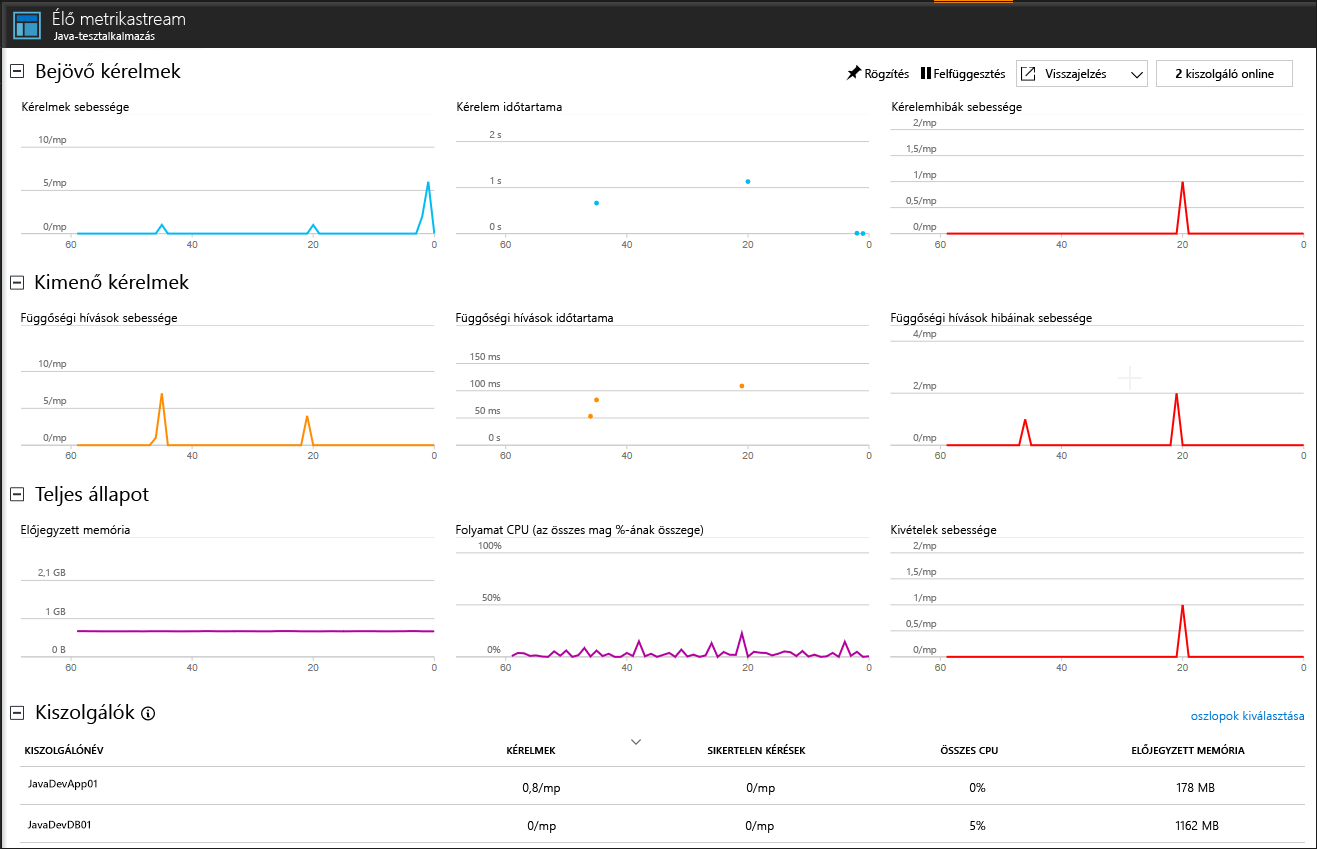 Élő metrikastream
Java-tesztalkalmazás
Bejövő kérelmek
Rögzítés Felfüggesztés Visszajelzés 2 kiszolgáló online
Kérelmek sebessége
10/mp
5/mp
0/mp
60 40 20 0
Kérelem időtartama
2 s
1 s
0 s
60 40 20 0
Kérelemhibák sebessége
2/mp
1,5/mp
1/mp
0,5/mp
0/mp
60 40 20 0
Kimenő kérelmek
Függőségi hívások sebessége
10/mp
5/mp
0/mp
60 40 20 0
Függőségi hívások időtartama
150 ms
100 ms
50 ms
0 s
60 40 20 0
Függőségi hívások hibáinak sebessége
4/mp
2/mp
0/mp
60 40 20 0
Teljes állapot
Előjegyzett memória
2,1 GB
1 GB
0 B
60 40 20 0
Folyamat CPU (az összes mag %-ának összege)
100%
50%
0%
60 40 20 0
Kivételek sebessége
2/mp
1,5/mp
1/mp
0,5/mp
0/mp
60 40 20 0
Kiszolgálók
oszlopok kiválasztása
KISZOLGÁLÓNÉV KÉRELMEK SIKERTELEN KÉRÉSEK ÖSSZES CPU ELŐJEGYZETT MEMÓRIA
JavaDevApp01 0,8/mp 0/mp 0% 178 MB
JavaDevDB01 0/mp 0/mp 5% 1162 MB